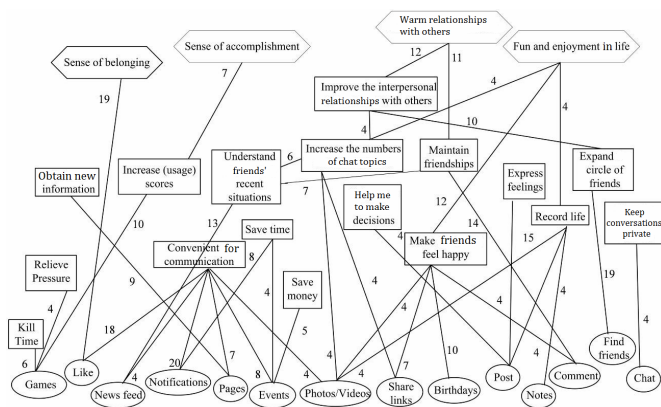 Warm relationships
with others
Sense of accomplishment
Fun and enjoyment in life
Sense of belonging
12
11
7
19
4
4
Improve the interpersonal
relationships with others
10
4
Understand
friends'
recent
situations
6
Increase the numbers
of chat topics
Maintain
friendships
Expand
circle of
friends
Obtain new
information
Increase (usage)
scores
Express
feelings
7
Help me
to make
decisions
12
14
Record life
Keep
conversations
private
10
13
Save time
4
15
Convenient for
communication
8
Make friends
feel happy
Relieve
Pressure
9
4
Save
money
4
4
4
19
4
Kill
Time
18
5
4
4
4
6
20
7
8
4
4
4
7
10
Games
Like
News feed
Notifications
Pages
Events
Photos/Videos
Share
links
Birthdays
Post
Notes
Comment
Find
friends
Chat